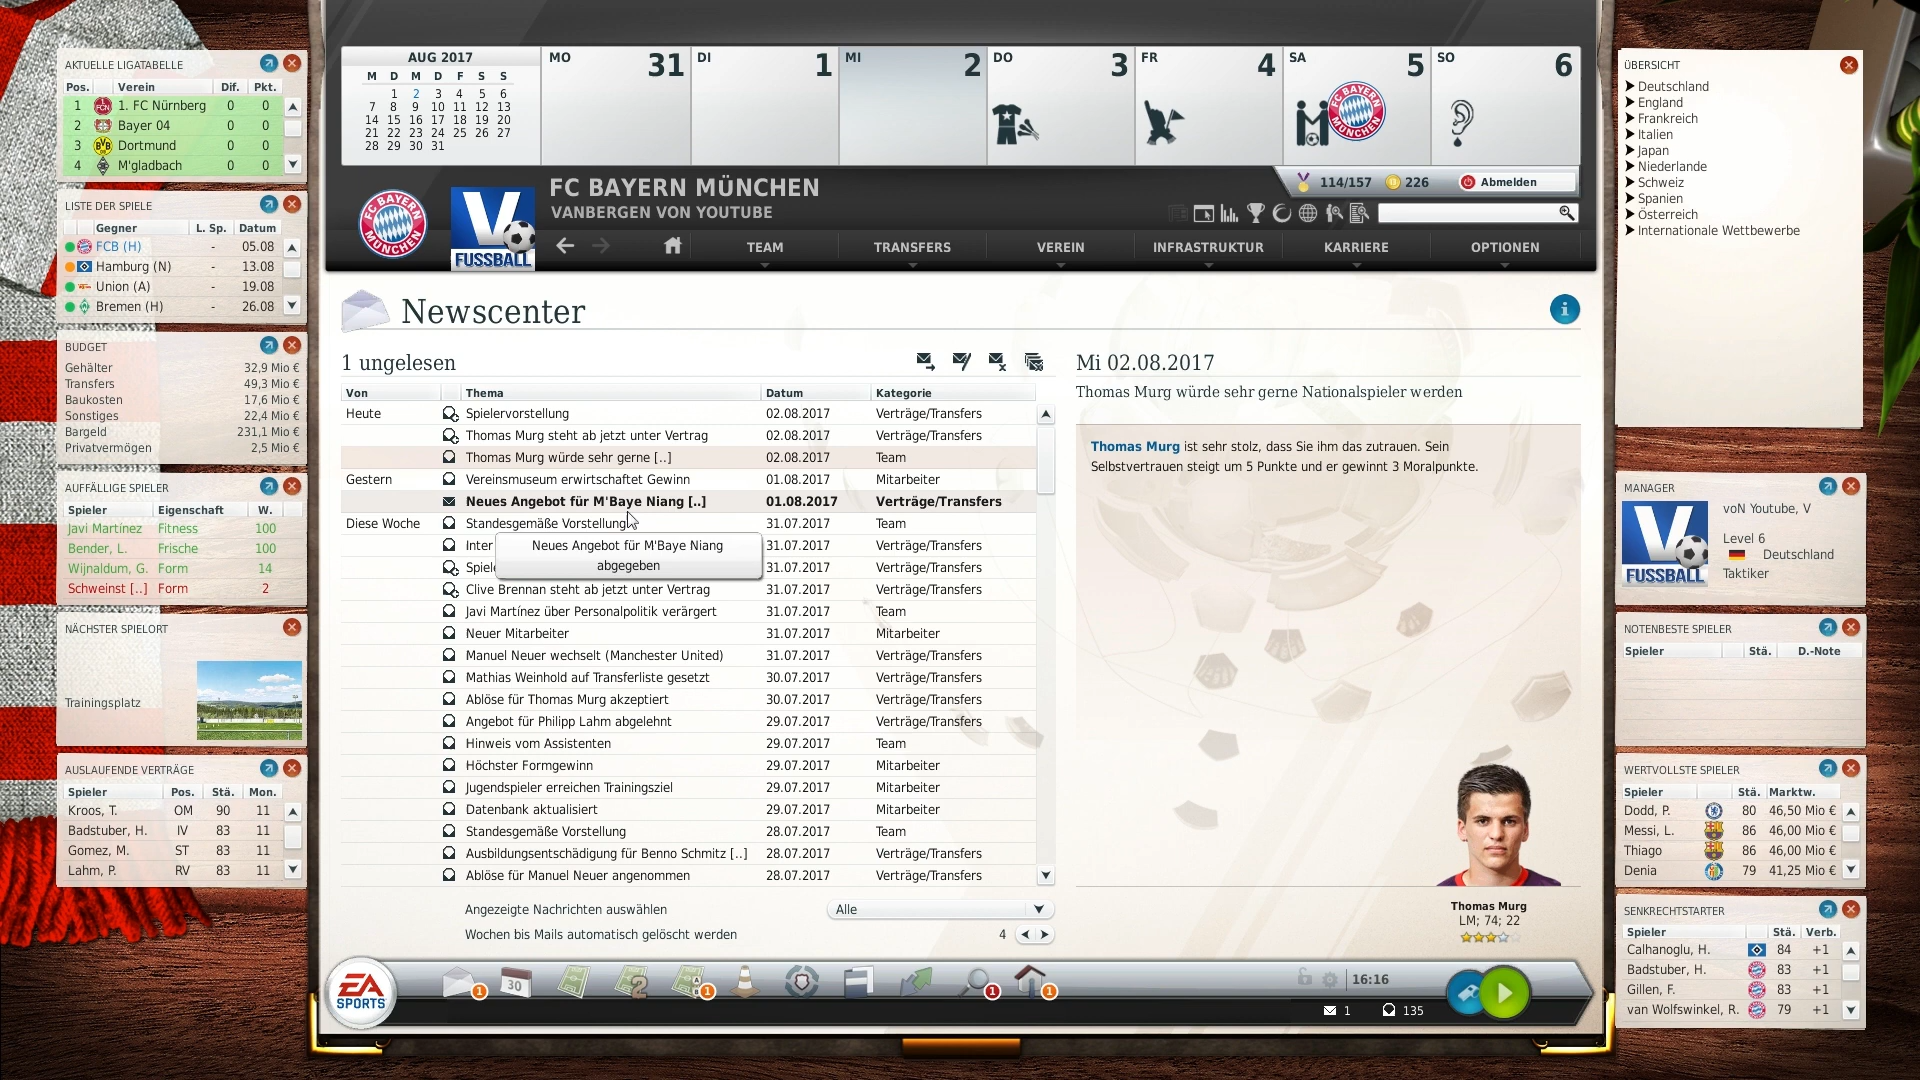 AKTUELLE LIGATABELLE
Pos. Verein Dif. Pkt.
1 1. FC Nürnberg 0 0
2 Bayer 04 0 0
3 Dortmund 0 0
4 M'gladbach 0 0
LISTE DER SPIELE
Gegner L. Sp. Datum
FCB (H) - 05.08
Hamburg (N) - 13.08
Union (A) - 19.08
Bremen (H) - 26.08
BUDGET
Gehälter 32,9 Mio €
Transfers 49,3 Mio €
Baukosten 17,6 Mio €
Sonstiges 22,4 Mio €
Bargeld 231,1 Mio €
Privatvermögen 2,5 Mio €
AUFFÄLLIGE SPIELER
Spieler Eigenschaft W.
Javi Martínez Fitness 100
Bender, L. Frische 100
Wijnaldum, G. Form 14
Schweinst [..] Form 2
NÄCHSTER SPIELORT
Trainingsplatz
AUSLAUFENDE VERTRÄGE
Spieler Pos. Stä. Mon.
Kroos, T. OM 90 11
Badstuber, H. IV 83 11
Gomez, M. ST 83 11
Lahm, P. RV 83 11
AUG 2017
M D M D F S S
1 2 3 4 5 6
7 8 9 10 11 12 13
14 15 16 17 18 19 20
21 22 23 24 25 26 27
28 29 30 31
MO 31 DI 1 MI 2 DO 3 FR 4 SA 5 SO 6
FC BAYERN MÜNCHEN
114/157 226 Abmelden
FC BAYERN MÜNCHEN
VANBERGEN VON YOUTUBE
FC BAYERN MÜNCHEN
V
FUSSBALL
TEAM TRANSFERS VEREIN INFRASTRUKTUR KARRIERE OPTIONEN
Newscenter
1 ungelesen
Von Thema Datum Kategorie
Heute Spielervorstellung 02.08.2017 Verträge/Transfers
Thomas Murg steht ab jetzt unter Vertrag 02.08.2017 Verträge/Transfers
Thomas Murg würde sehr gerne [..] 02.08.2017 Team
Gestern Vereinsmuseum erwirtschaftet Gewinn 01.08.2017 Mitarbeiter
Neues Angebot für M'Baye Niang [..] 01.08.2017 Verträge/Transfers
Diese Woche Standesgemäße Vorstellung 31.07.2017 Team
Inter 31.07.2017 Verträge/Transfers
Spiele 31.07.2017 Verträge/Transfers
Neues Angebot für M'Baye Niang
abgegeben
Clive Brennan steht ab jetzt unter Vertrag 31.07.2017 Verträge/Transfers
Javi Martínez über Personalpolitik verärgert 31.07.2017 Team
Neuer Mitarbeiter 31.07.2017 Mitarbeiter
Manuel Neuer wechselt (Manchester United) 31.07.2017 Verträge/Transfers
Mathias Weinhold auf Transferliste gesetzt 30.07.2017 Verträge/Transfers
Ablöse für Thomas Murg akzeptiert 30.07.2017 Verträge/Transfers
Angebot für Philipp Lahm abgelehnt 29.07.2017 Verträge/Transfers
Hinweis vom Assistenten 29.07.2017 Team
Höchster Formgewinn 29.07.2017 Mitarbeiter
Jugendspieler erreichen Trainingsziel 29.07.2017 Mitarbeiter
Datenbank aktualisiert 29.07.2017 Mitarbeiter
Standesgemäße Vorstellung 28.07.2017 Team
Ausbildungsentschädigung für Benno Schmitz [..] 28.07.2017 Verträge/Transfers
Ablöse für Manuel Neuer angenommen 28.07.2017 Verträge/Transfers
Angezeigte Nachrichten auswählen Alle
Wochen bis Mails automatisch gelöscht werden 4
Mi 02.08.2017
Thomas Murg würde sehr gerne Nationalspieler werden
Thomas Murg ist sehr stolz, dass Sie ihm das zutrauen. Sein
Selbstvertrauen steigt um 5 Punkte und er gewinnt 3 Moralpunkte.
Thomas Murg
LM; 74; 22
EA
SPORTS
1 30 2 1 1 1
16:16
1 135
ÜBERSICHT
Deutschland
England
Frankreich
Italien
Japan
Niederlande
Schweiz
Spanien
Österreich
Internationale Wettbewerbe
MANAGER
V
FUSSBALL
voN Youtube, V
Level 6
Deutschland
Taktiker
NOTENBESTE SPIELER
Spieler Stä. D.-Note
WERTVOLLSTE SPIELER
Spieler Stä. Marktw.
Dodd, P. 80 46,50 Mio €
Messi, L. 86 46,00 Mio €
Thiago 86 46,00 Mio €
Denia 79 41,25 Mio €
SENKRECHTSTARTER
Spieler Stä. Verb.
Calhanoglu, H. 84 +1
Badstuber, H. 83 +1
Gillen, F. 83 +1
van Wolfswinkel, R. 79 +1